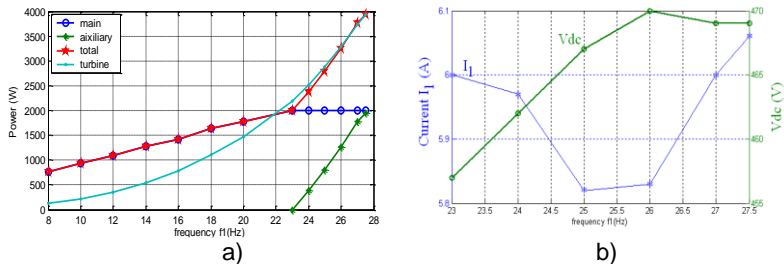 4000
3500
3000
2500
2000
1500
1000
500
0
Power (W)
main
aixiliary
total
turbine
8 10 12 14 16 18 20 22 24 26 28
frequency f1(Hz)
a)
6.1
6
5.9
5.8
Current I1 (A)
I1
Vdc
470
465
460
455
Vdc (V)
23 23.5 24 24.5 25 25.5 26 26.5 27 27.5
frequency f1(Hz)
b)